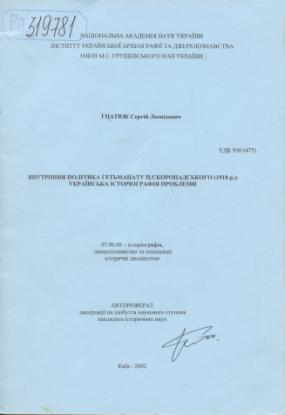 Ра 319781
НАЦІОНАЛЬНА АКАДЕМІЯ НАУК УКРАЇНИ
ІНСТИТУТ УКРАЇНСЬКОЇ АРХЕОГРАФІЇ ТА ДЖЕРЕЛОЗНАВСТВА
ІМЕНІ М.С. ГРУШЕВСЬКОГО НАН УКРАЇНИ
ГНАТЮК Сергій Леонідович
УДК 930 (477)
ВНУТРІШНЯ ПОЛІТИКА ГЕТЬМАНАТУ П.СКОРОПАДСЬКОГО (1918 р.):
УКРАЇНСЬКА ІСТОРІОГРАФІЯ ПРОБЛЕМИ
07.00.06 – історіографія,
джерелознавство та спеціальні
історичні дисципліни
АВТОРЕФЕРАТ
дисертації на здобуття наукового ступеня
кандидата історичних наук
Київ - 2002